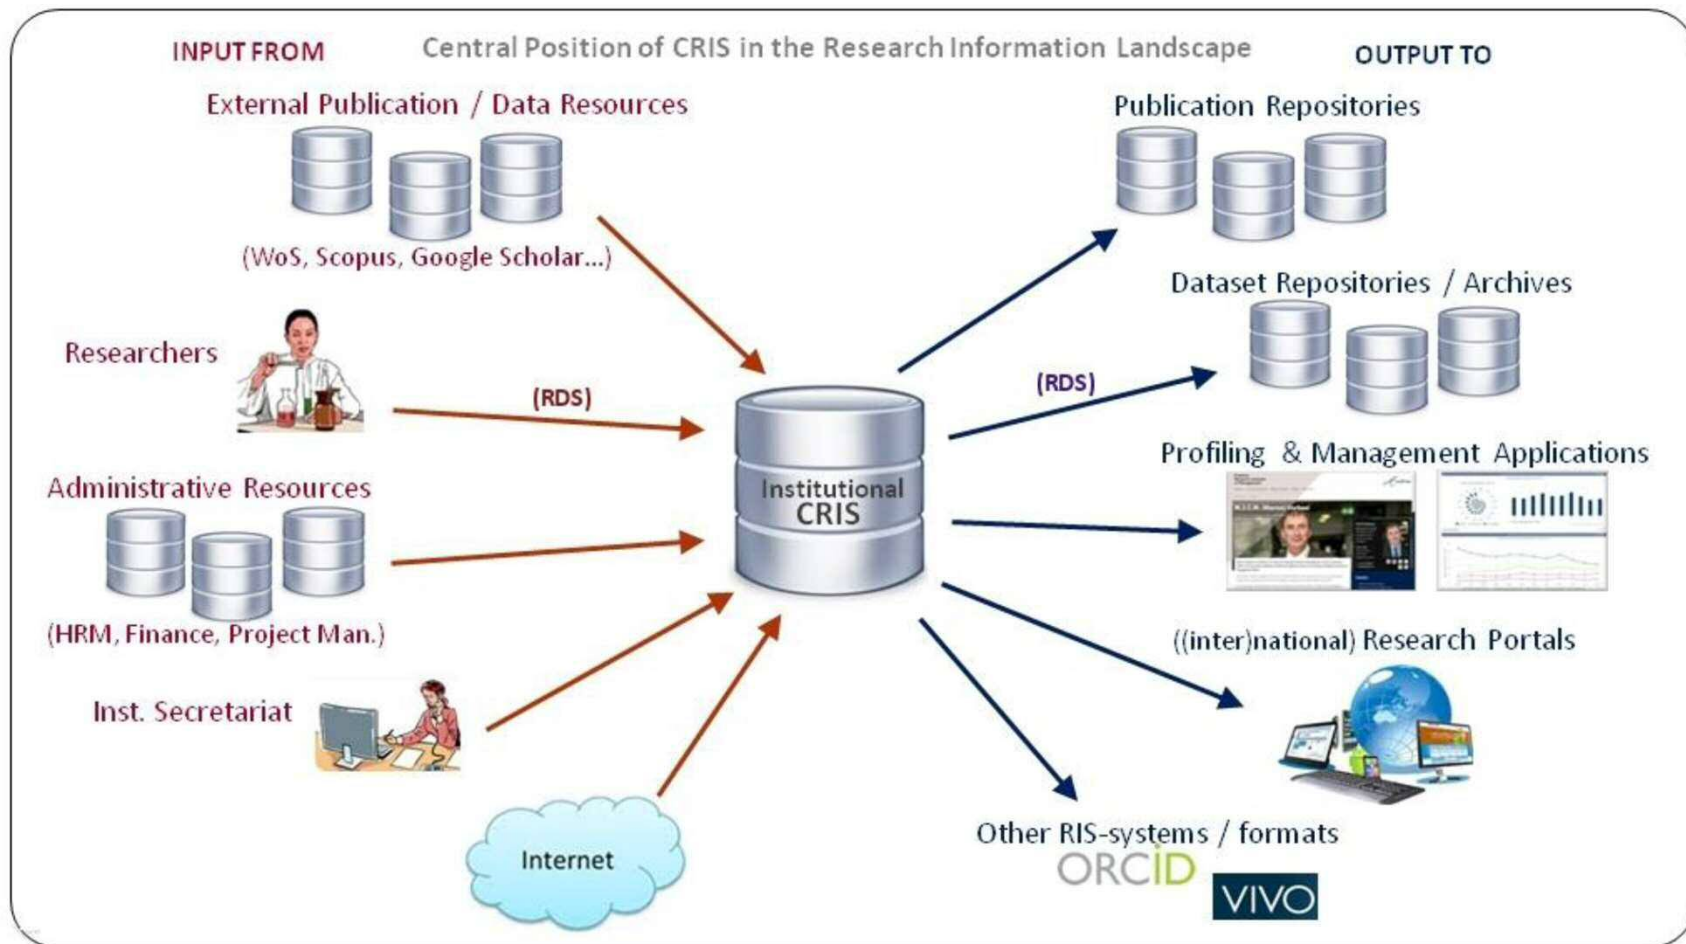 INPUT FROM
Central Position of CRIS in the Research Information Landscape
OUTPUT TO
External Publication / Data Resources
(WoS, Scopus, Google Scholar...)
Researchers
(RDS)
Administrative Resources
(HRM, Finance, Project Man.)
Inst. Secretariat
Internet
Institutional
CRIS
Publication Repositories
Dataset Repositories / Archives
(RDS)
Profiling & Management Applications
((inter)national) Research Portals
Other RIS-systems / formats
ORCiD
VIVO